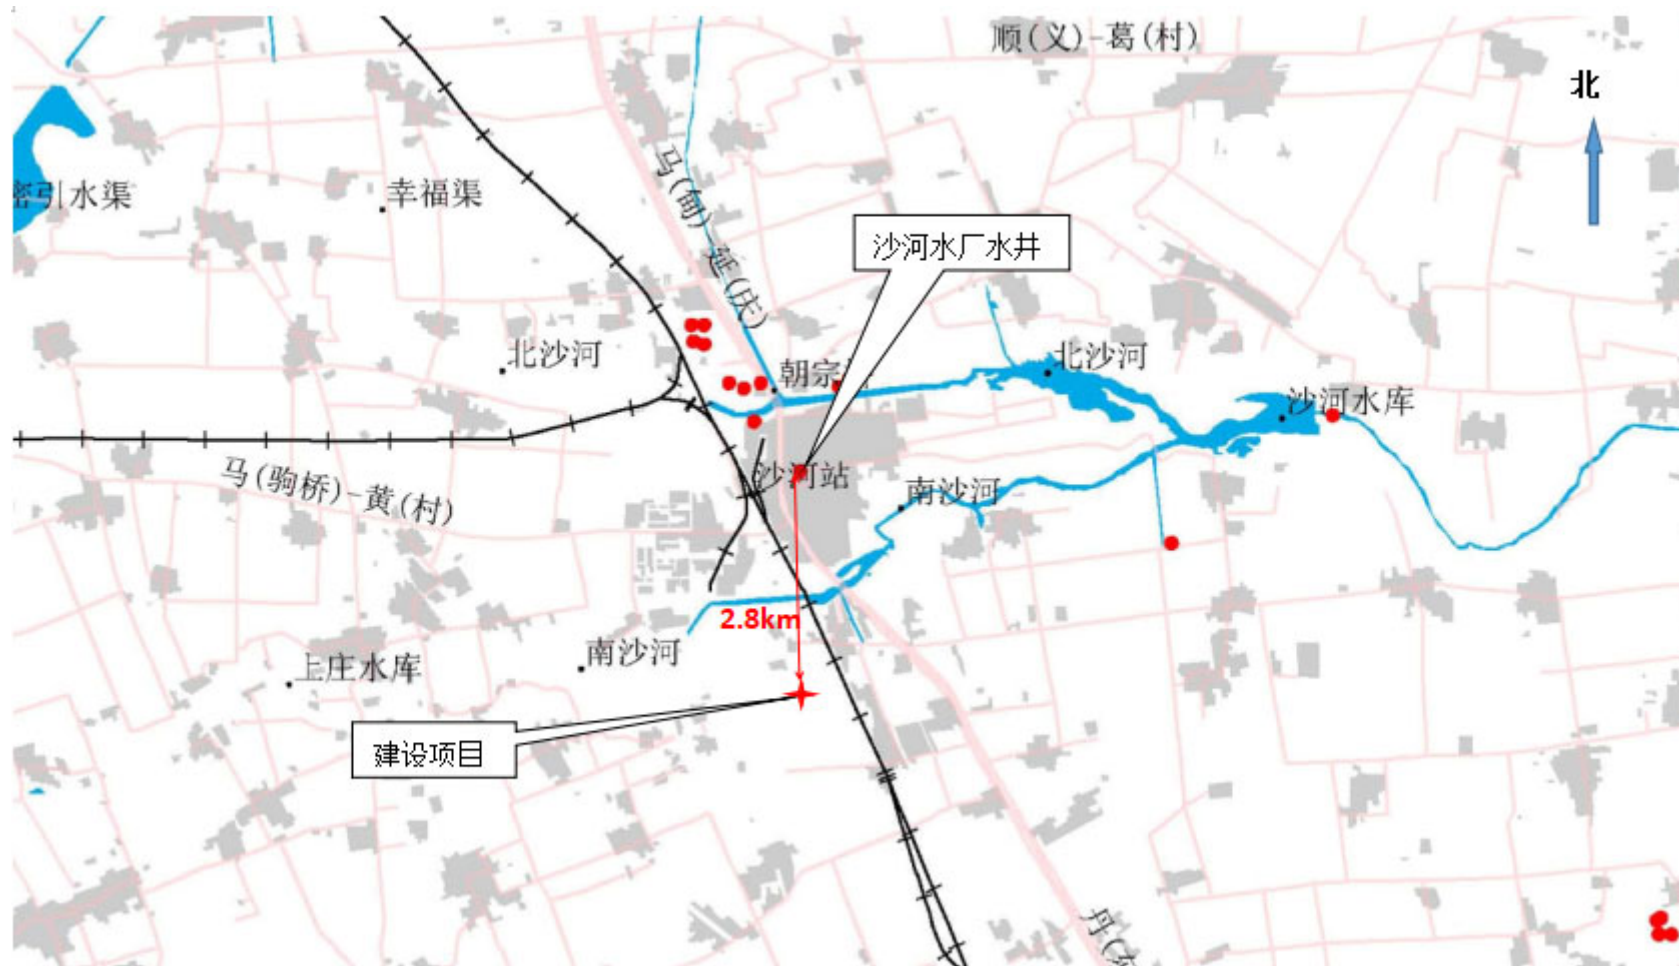 顺(义)-葛(村)
北
密引水渠
幸福渠
马(甸)-延(庆)
沙河水厂水井
北沙河
朝宗
北沙河
沙河水库
马(驹桥)-黄(村)
沙河站
南沙河
2.8km
上庄水库
南沙河
建设项目
丹(东